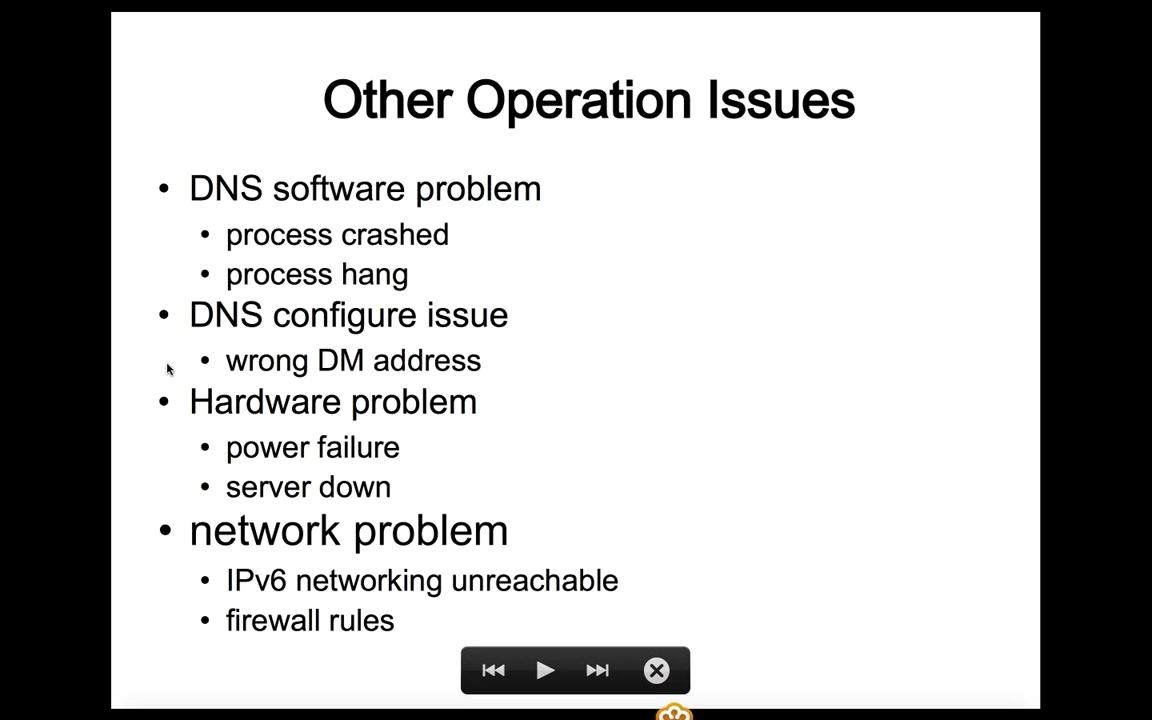 Other Operation Issues
• DNS software problem
• process crashed
• process hang
• DNS configure issue
• wrong DM address
• Hardware problem
• power failure
• server down
• network problem
• IPv6 networking unreachable
• firewall rules